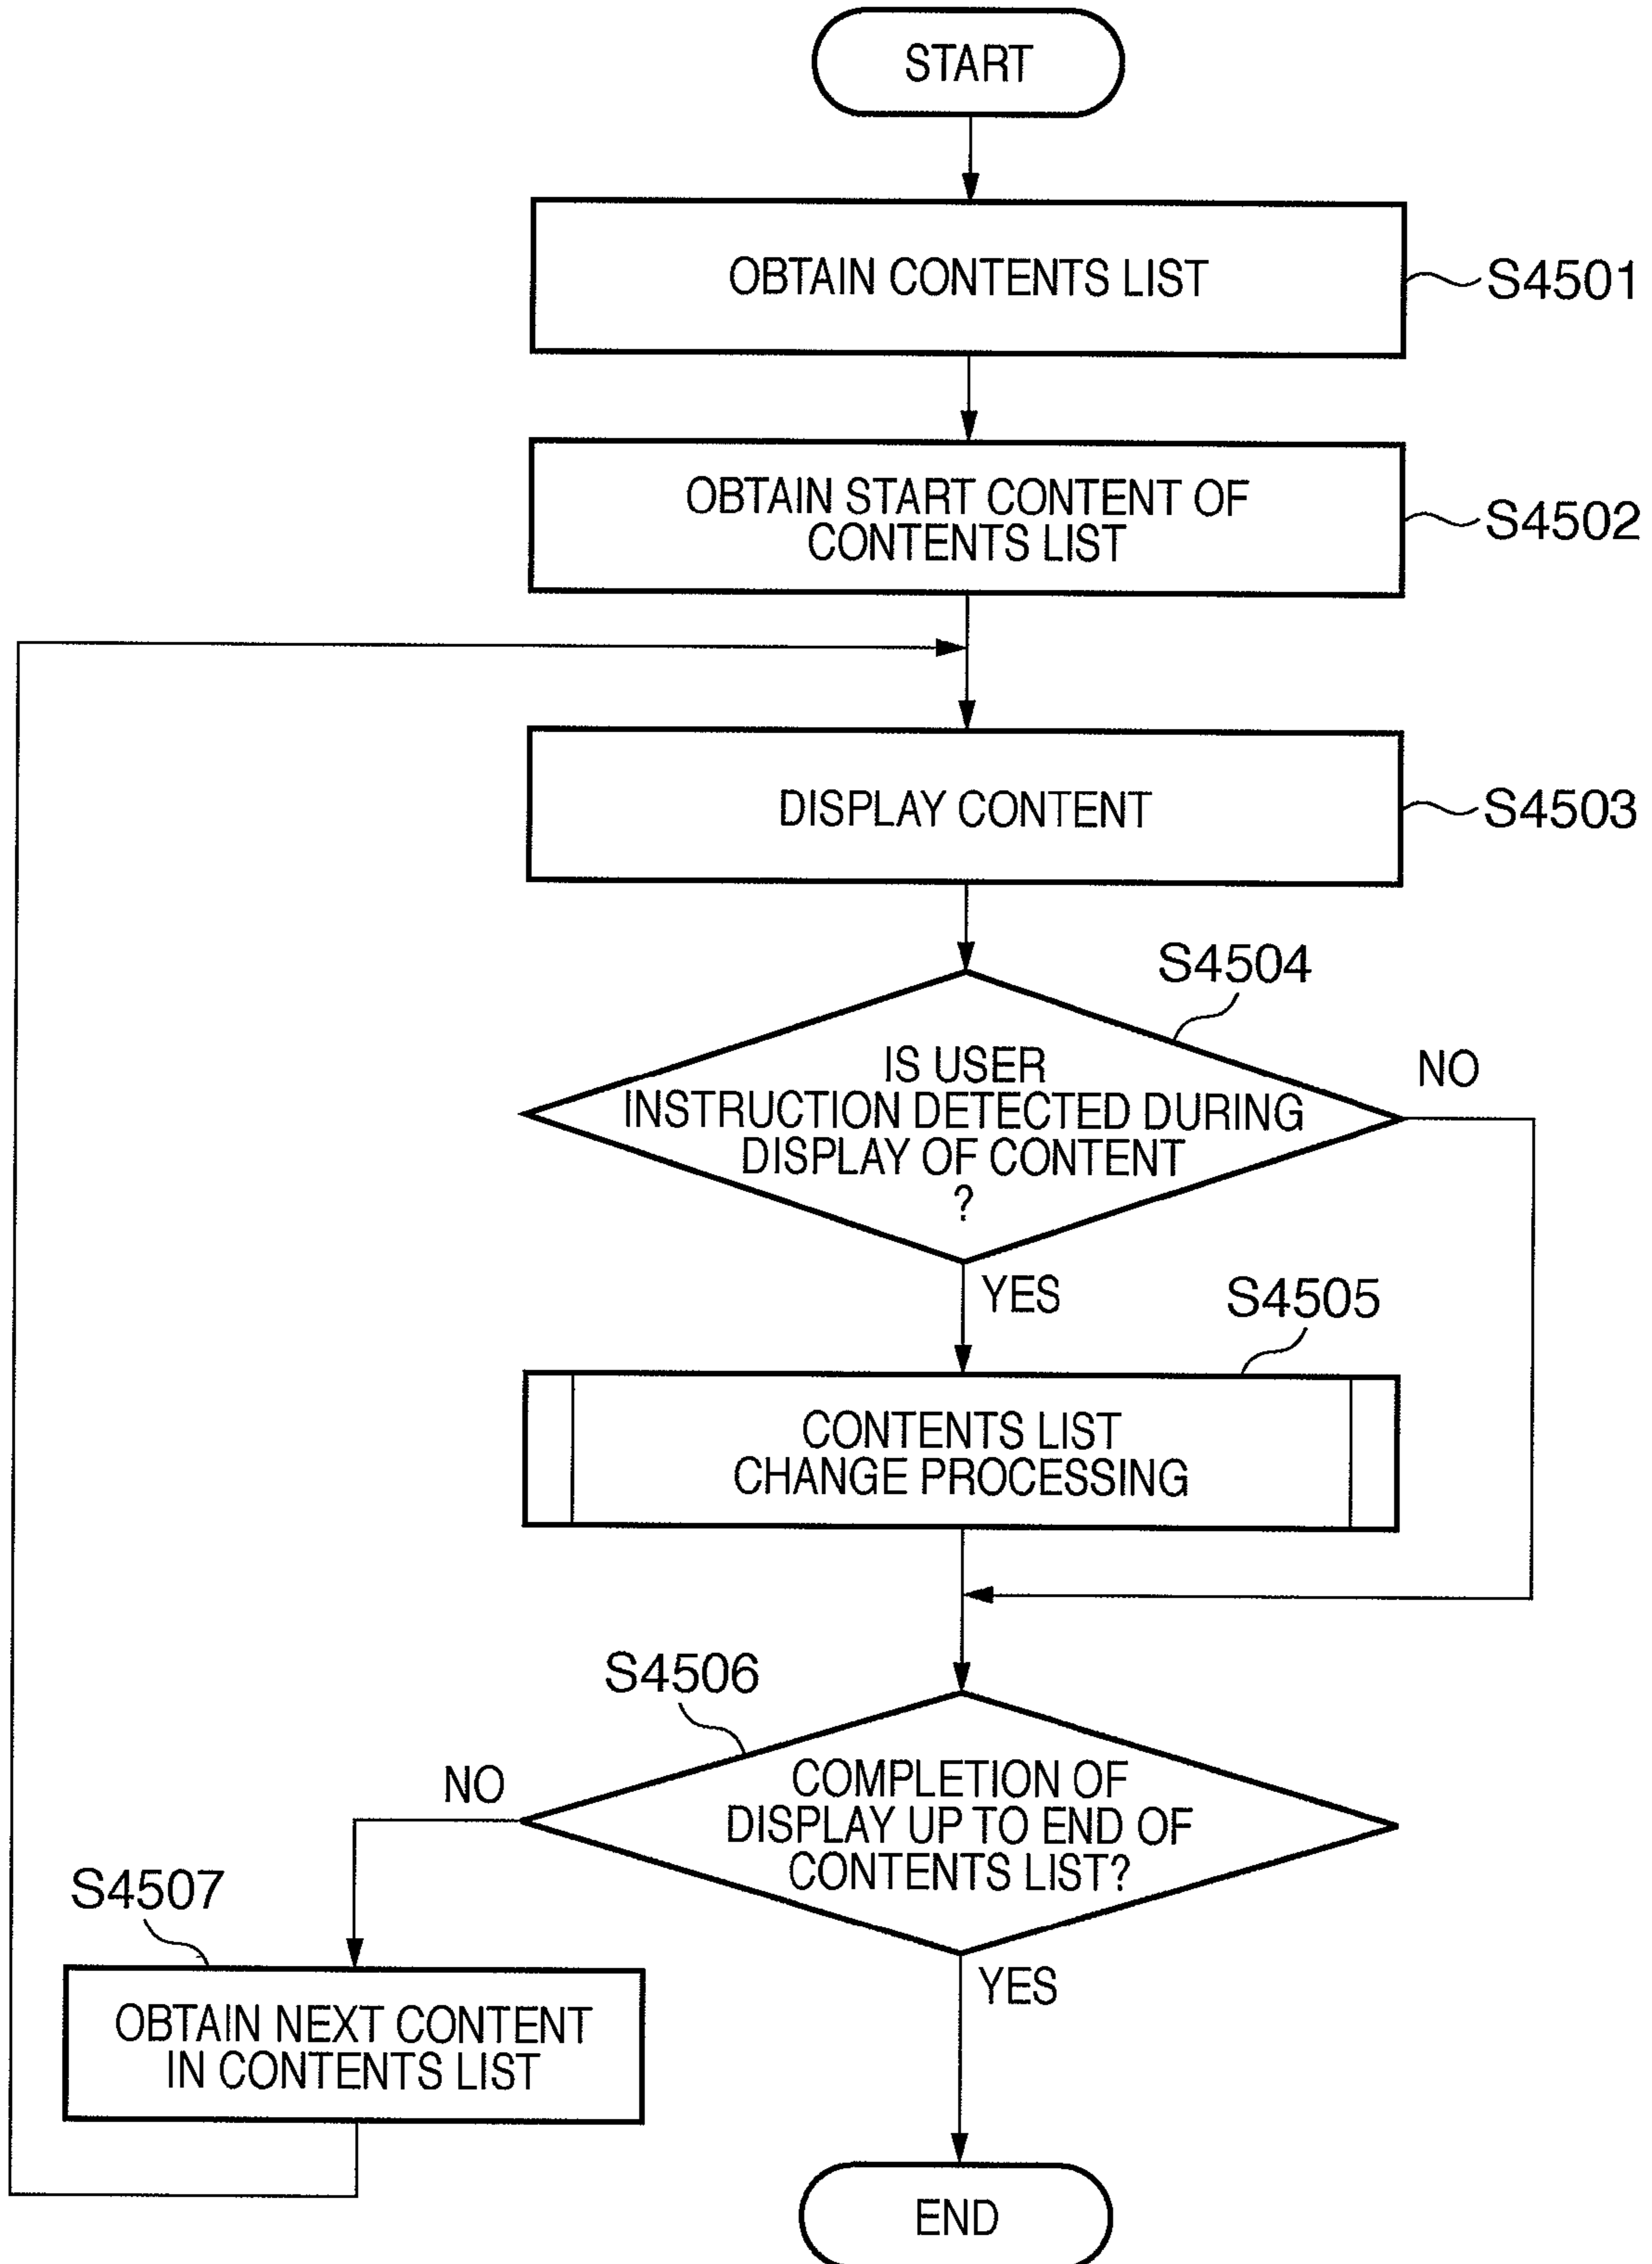 START
OBTAIN CONTENTS LIST
S4501
OBTAIN START CONTENT OF
CONTENTS LIST
S4502
DISPLAY CONTENT
S4503
S4504
IS USER
INSTRUCTION DETECTED DURING
DISPLAY OF CONTENT
?
NO
YES
S4505
CONTENTS LIST
CHANGE PROCESSING
S4506
COMPLETION OF
DISPLAY UP TO END OF
CONTENTS LIST?
NO
S4507
YES
OBTAIN NEXT CONTENT
IN CONTENTS LIST
END